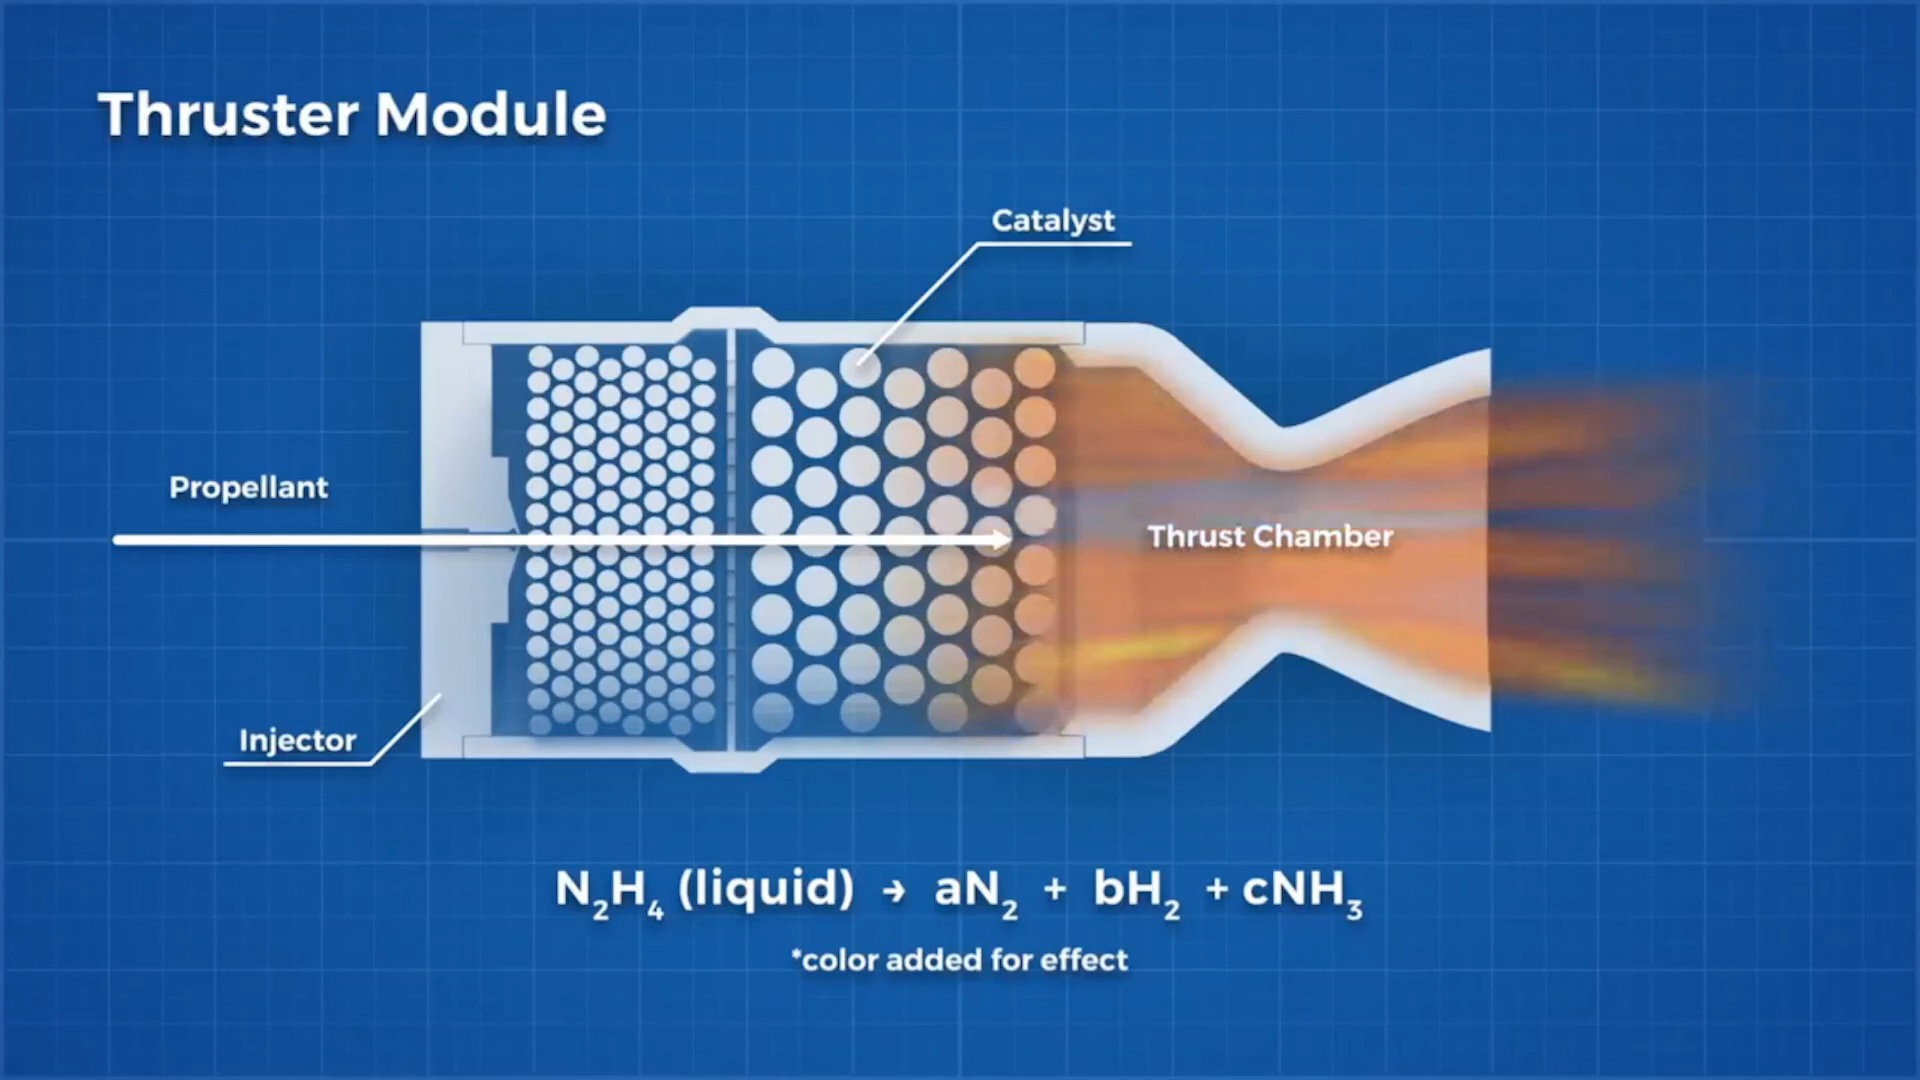 Thruster Module
Catalyst
Propellant
Thrust Chamber
Injector
N₂H₄ (liquid) → aN₂ + bH₂ + cNH₃
*color added for effect